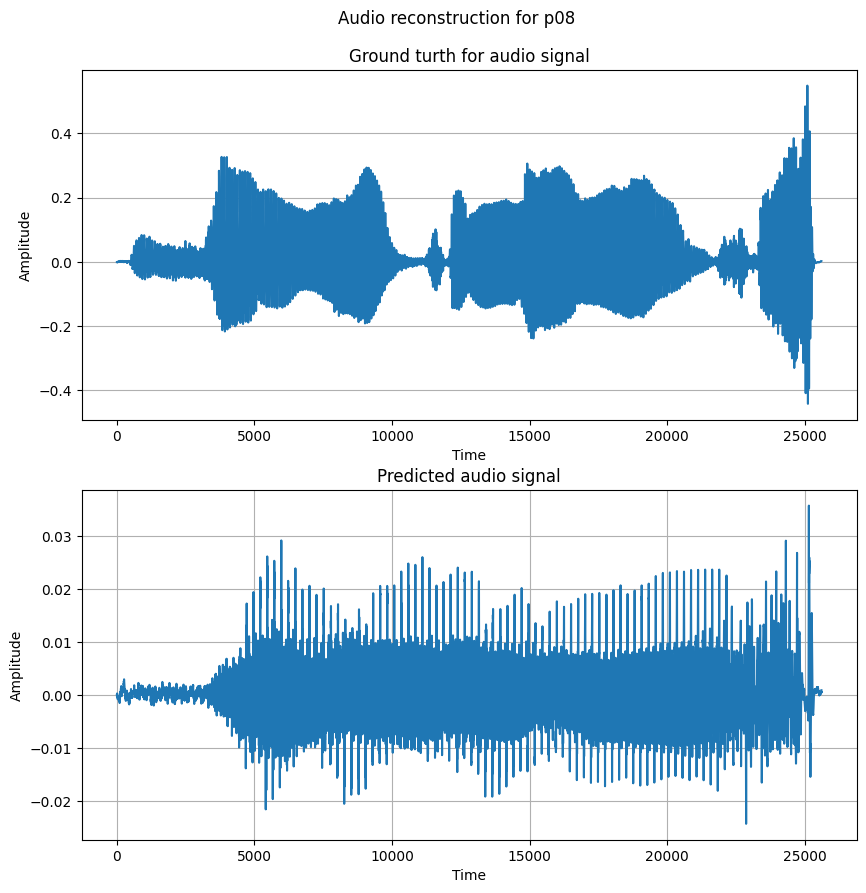 Audio reconstruction for p08
Ground turth for audio signal
0.4
0.2
0.0
−0.2
−0.4
Amplitude
0 5000 10000 15000 20000 25000
Time
Predicted audio signal
0.03
0.02
0.01
0.00
−0.01
−0.02
Amplitude
0 5000 10000 15000 20000 25000
Time